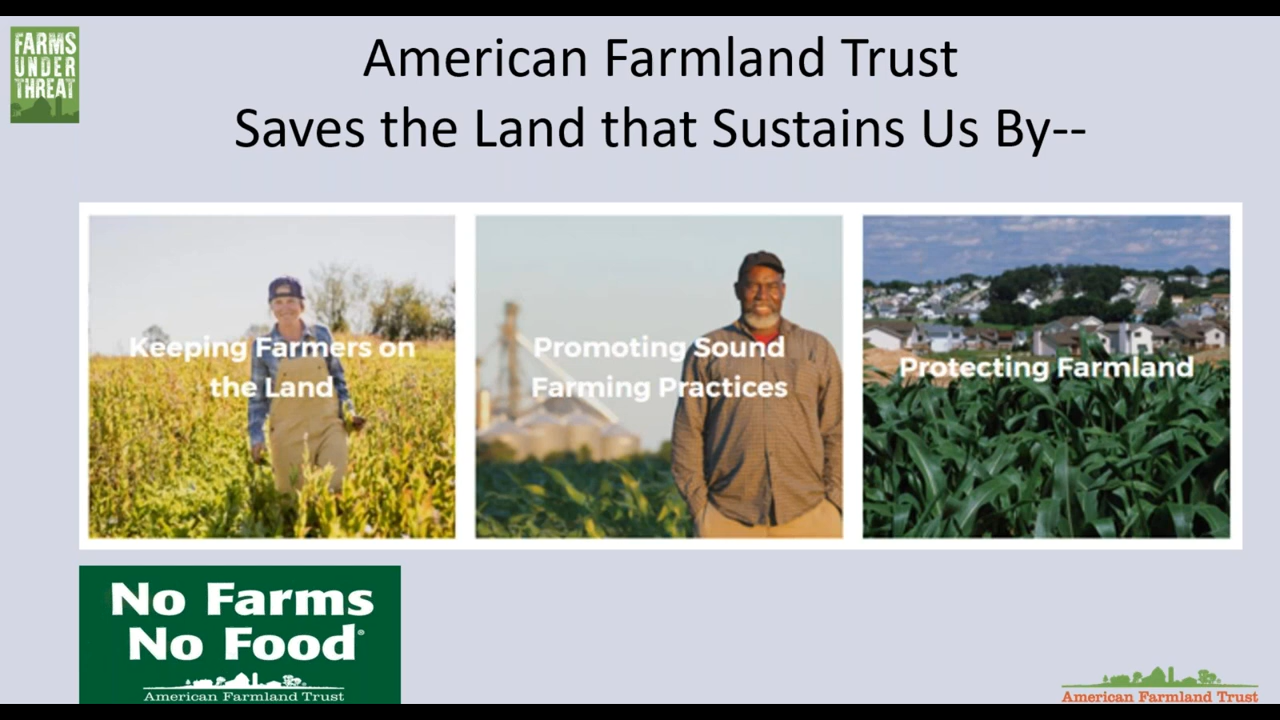 FARMS
UNDER
THREAT
American Farmland Trust
Saves the Land that Sustains Us By--
Keeping Farmers on
the Land
Promoting Sound
Farming Practices
Protecting Farmland
No Farms
No Food®
American Farmland Trust
American Farmland Trust